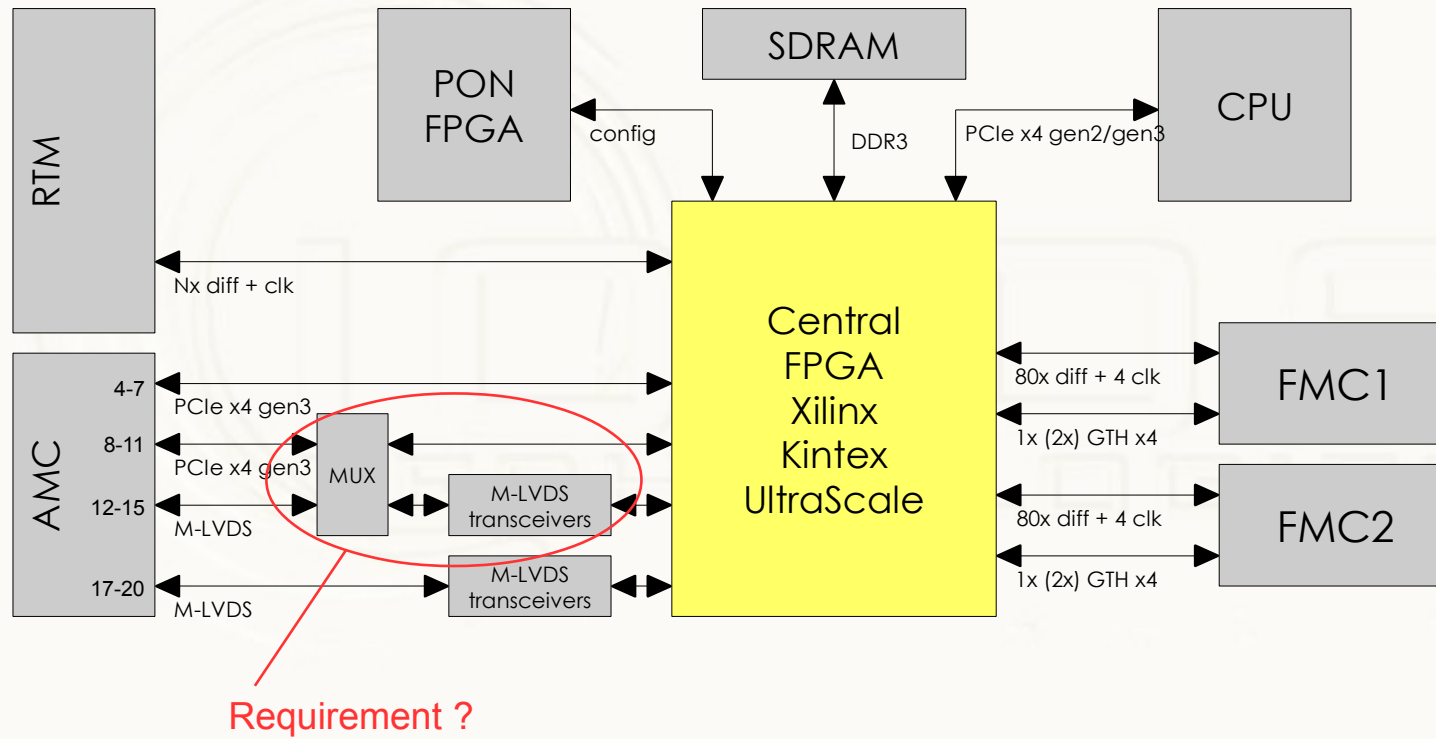 RTM
PON
FPGA
SDRAM
CPU
config
DDR3
PCIe x4 gen2/gen3
Nx diff + clk
Central
FPGA
Xilinx
Kintex
UltraScale
AMC
4-7
PCIe x4 gen3
8-11
PCIe x4 gen3
12-15
M-LVDS
17-20
M-LVDS
MUX
M-LVDS
transceivers
M-LVDS
transceivers
80x diff + 4 clk
1x (2x) GTH x4
FMC1
80x diff + 4 clk
1x (2x) GTH x4
FMC2
Requirement ?